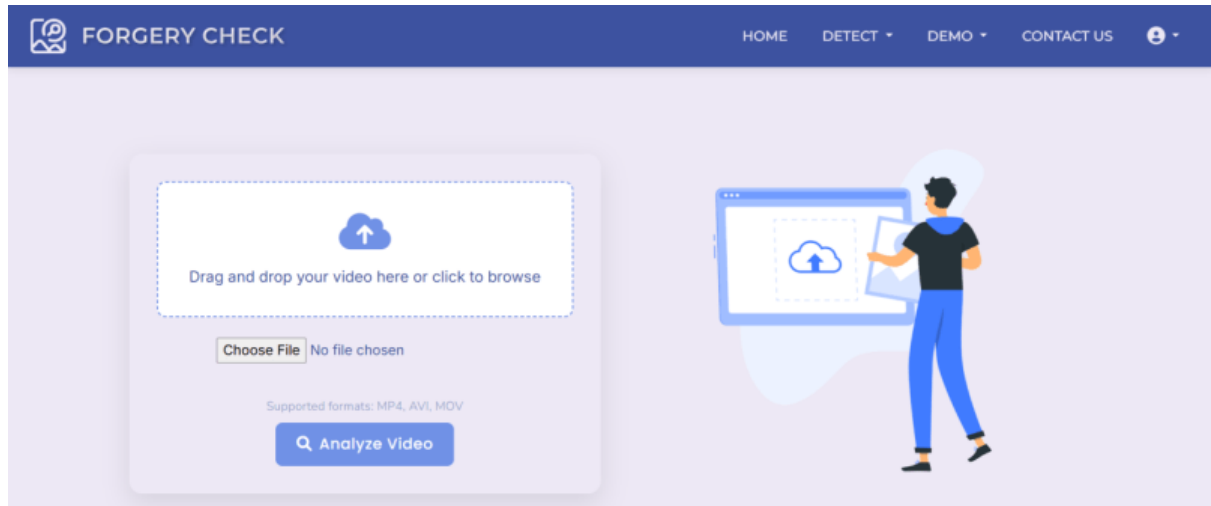 FORGERY CHECK
HOME DETECT DEMO CONTACT US
Drag and drop your video here or click to browse
Choose File No file chosen
Supported formats: MP4, AVI, MOV
Analyze Video